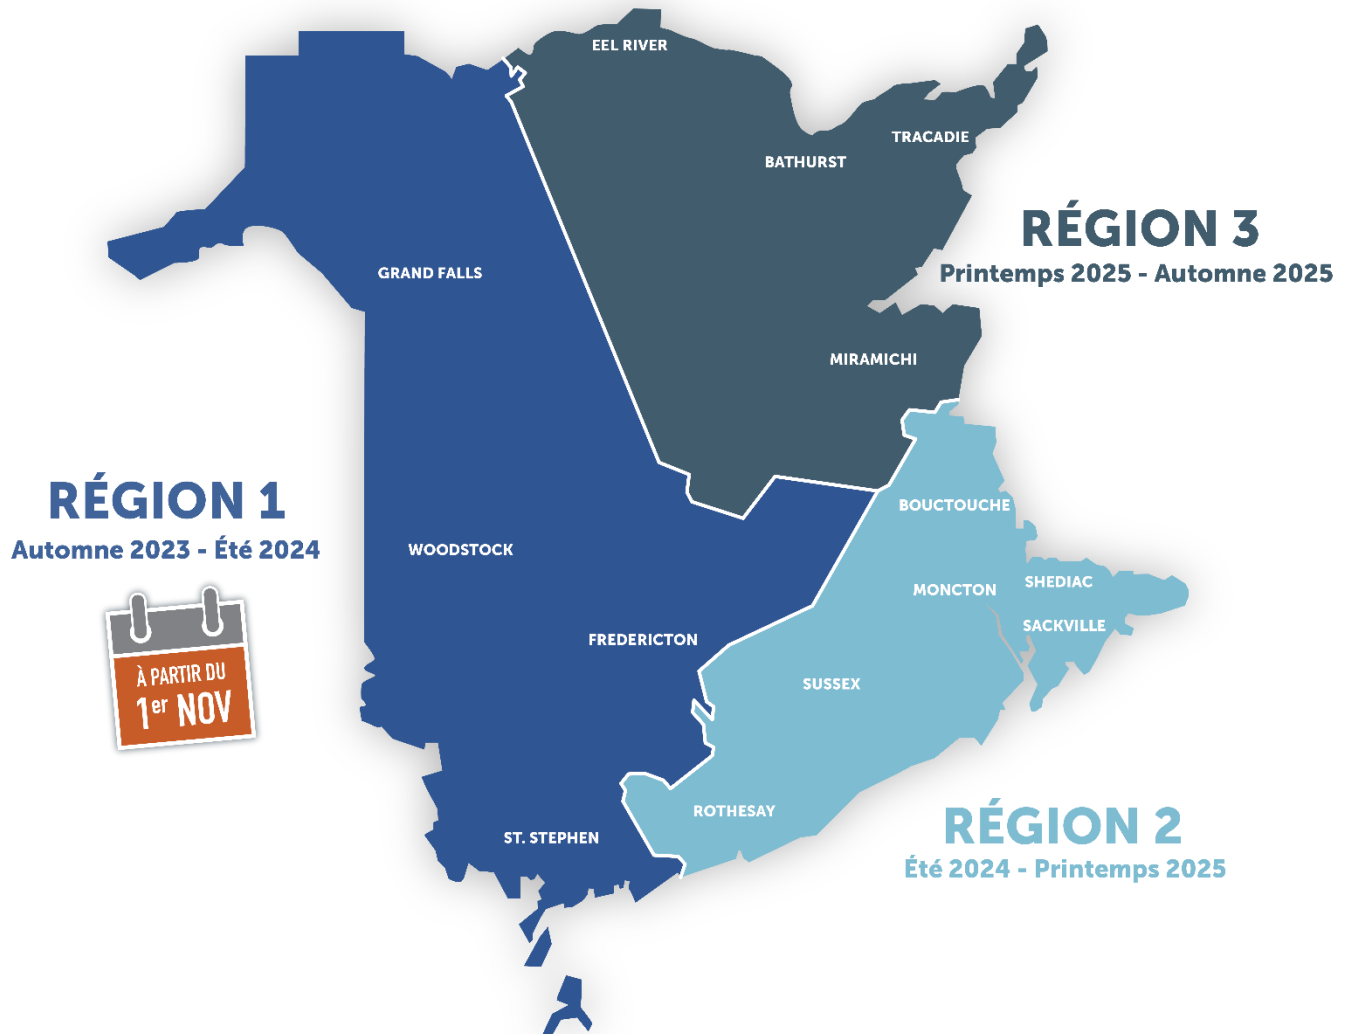 EEL RIVER
TRACADIE
BATHURST
RÉGION 3
Printemps 2025 - Automne 2025
GRAND FALLS
MIRAMICHI
RÉGION 1
Automne 2023 - Été 2024
À PARTIR DU
1er NOV
WOODSTOCK
FREDERICTON
ST. STEPHEN
BOUCTOUCHE
MONCTON
SHEDIAC
SACKVILLE
SUSSEX
ROTHESAY
RÉGION 2
Été 2024 - Printemps 2025